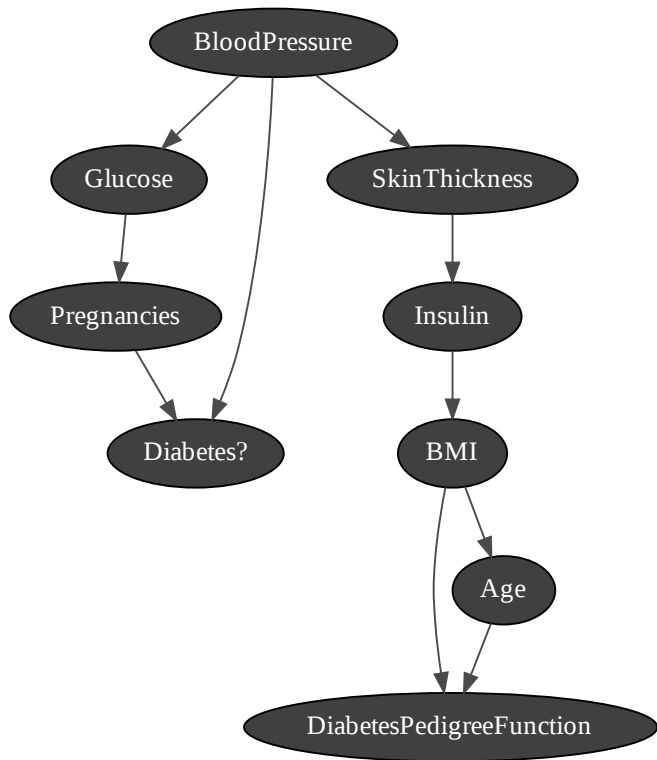 BloodPressure
Glucose
SkinThickness
Pregnancies
Insulin
Diabetes?
BMI
Age
DiabetesPedigreeFunction